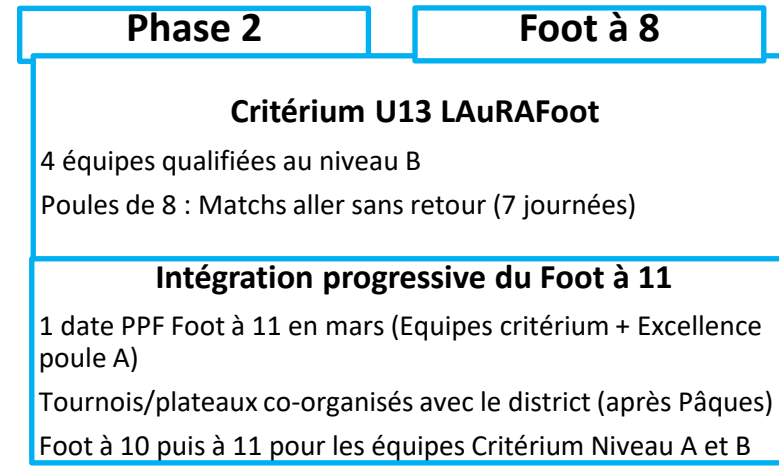 Phase 2
Foot à 8
Critérium U13 LAuRAFoot
4 équipes qualifiées au niveau B
Poules de 8 : Matchs aller sans retour (7 journées)
Intégration progressive du Foot à 11
1 date PPF Foot à 11 en mars (Equipes critérium + Excellence
poule A)
Tournois/plateaux co-organisés avec le district (après Pâques)
Foot à 10 puis à 11 pour les équipes Critérium Niveau A et B